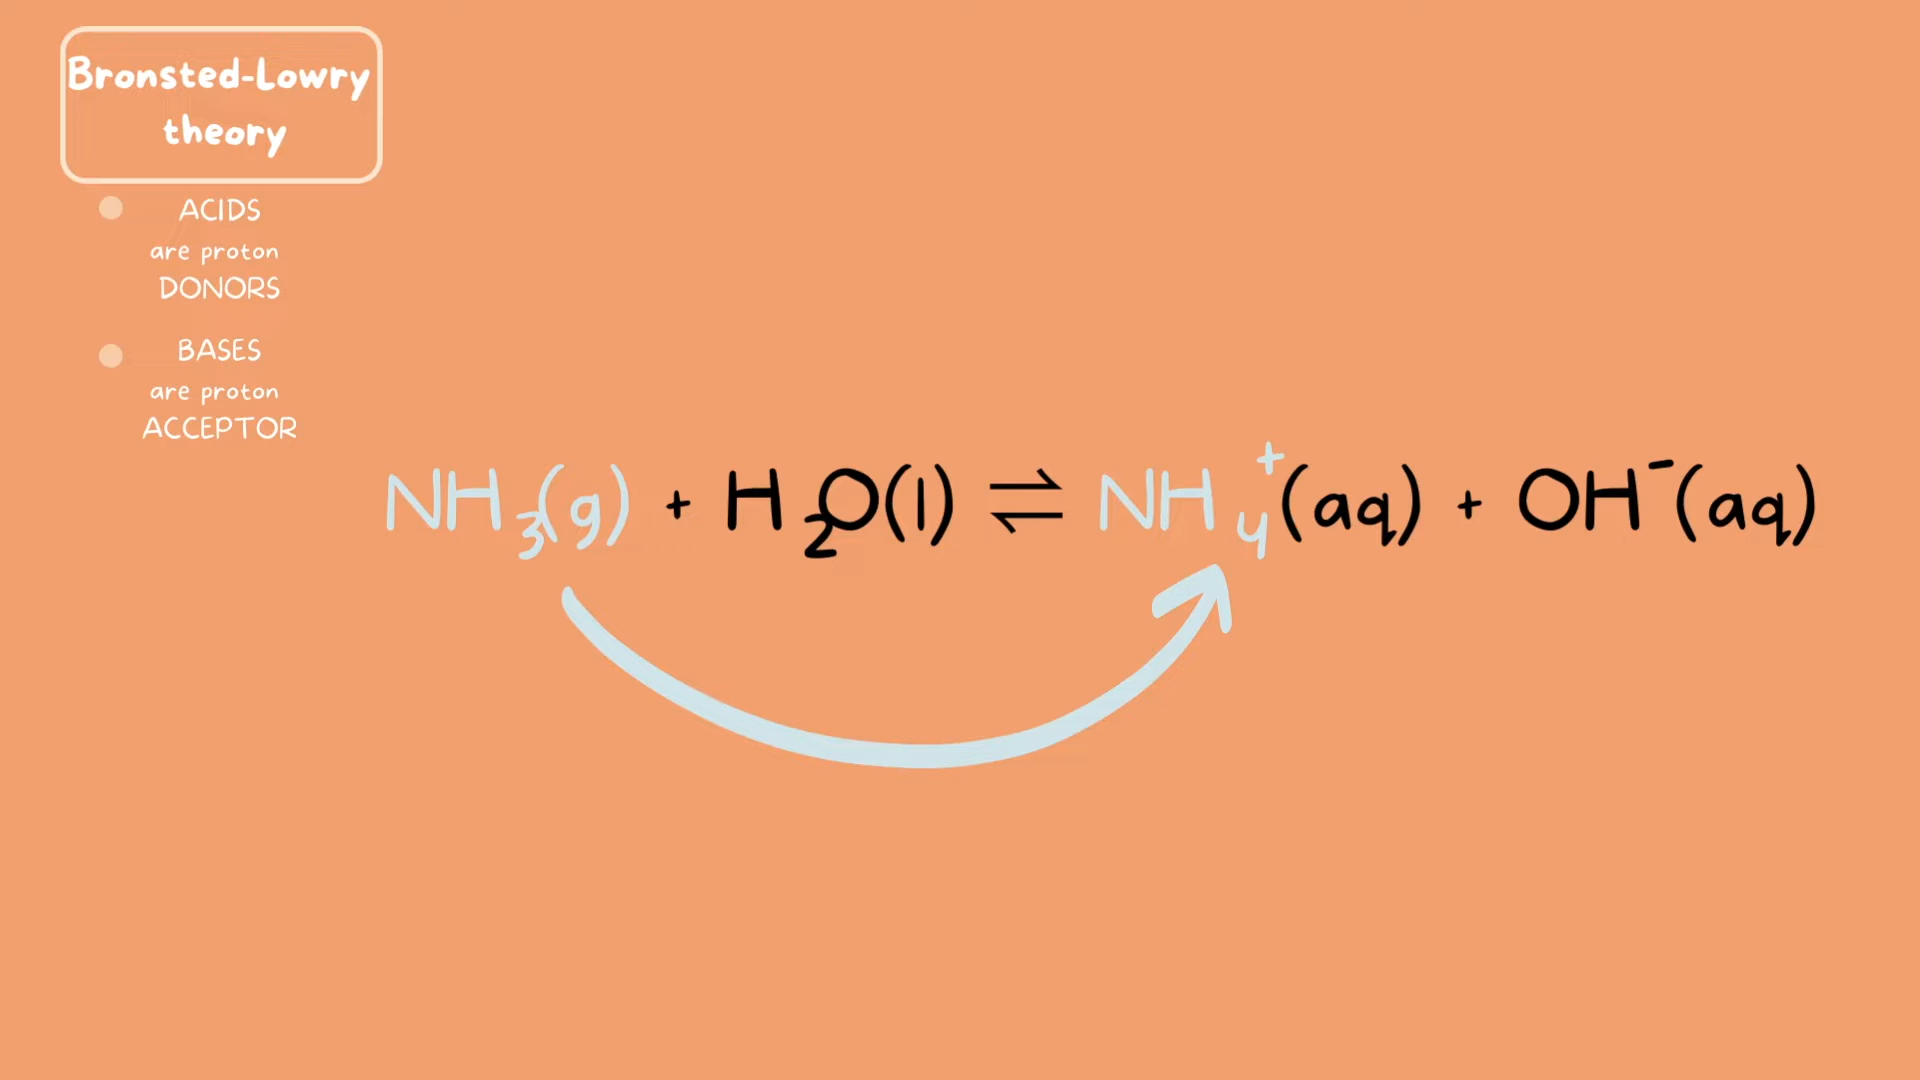 Bronsted-Lowry
theory
ACIDS
are proton
DONORS
BASES
are proton
ACCEPTOR
NH₃(g) + H₂O(l) ⇌ NH₄⁺(aq) + OH⁻(aq)